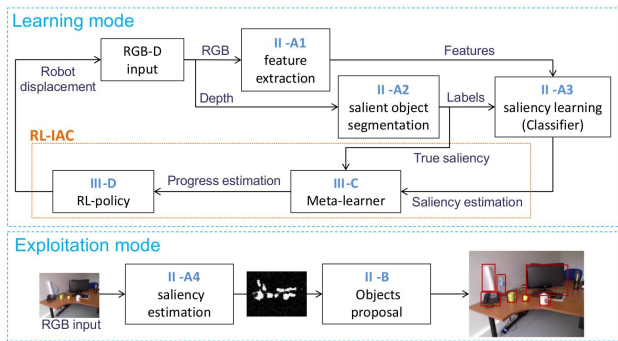 Learning mode
RGB-D
input
RGB
II -A1
feature
extraction
Features
Robot
displacement
Depth
II -A2
salient object
segmentation
Labels
II -A3
saliency learning
(Classifier)
RL-IAC
True saliency
III-D
RL-policy
Progress estimation
III-C
Meta-learner
Saliency estimation
Exploitation mode
RGB input
II -A4
saliency
estimation
II -B
Objects
proposal